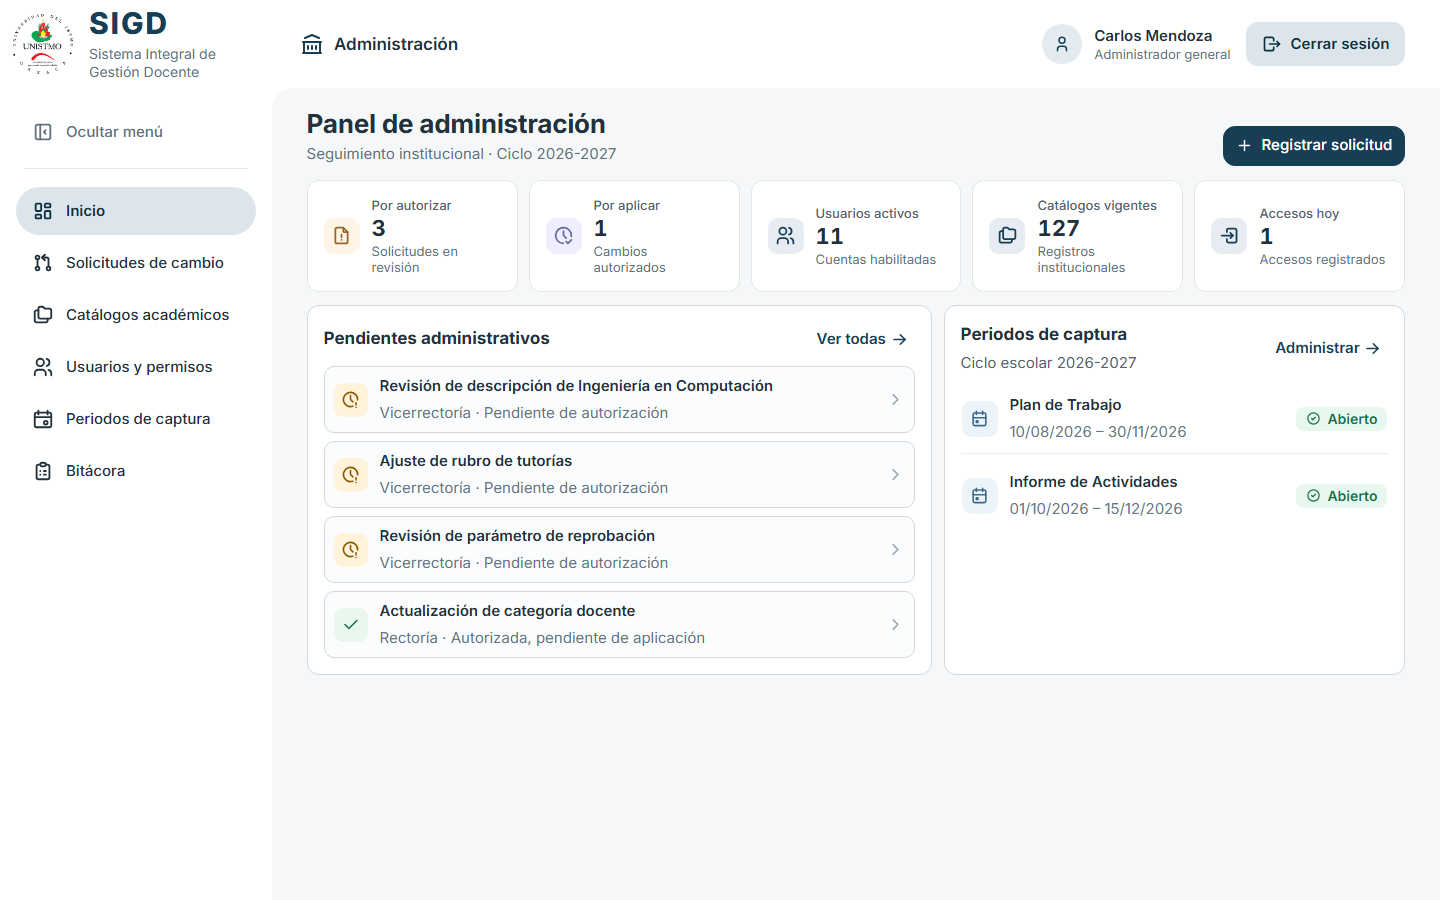 UNIVERSIDAD DEL ISTMO
UNISTMO
OAXACA
SIGD
Sistema Integral de
Gestión Docente
Administración
Carlos Mendoza
Administrador general
Cerrar sesión
Ocultar menú
Inicio
Solicitudes de cambio
Catálogos académicos
Usuarios y permisos
Periodos de captura
Bitácora
Panel de administración
Seguimiento institucional · Ciclo 2026-2027
Registrar solicitud
Por autorizar
3
Solicitudes en
revisión
Por aplicar
1
Cambios
autorizados
Usuarios activos
11
Cuentas habilitadas
Catálogos vigentes
127
Registros
institucionales
Accesos hoy
1
Accesos registrados
Pendientes administrativos
Ver todas
Revisión de descripción de Ingeniería en Computación
Vicerrectoría · Pendiente de autorización
Ajuste de rubro de tutorías
Vicerrectoría · Pendiente de autorización
Revisión de parámetro de reprobación
Vicerrectoría · Pendiente de autorización
Actualización de categoría docente
Rectoría · Autorizada, pendiente de aplicación
Periodos de captura
Ciclo escolar 2026-2027
Administrar
Plan de Trabajo
10/08/2026 – 30/11/2026
Abierto
Informe de Actividades
01/10/2026 – 15/12/2026
Abierto